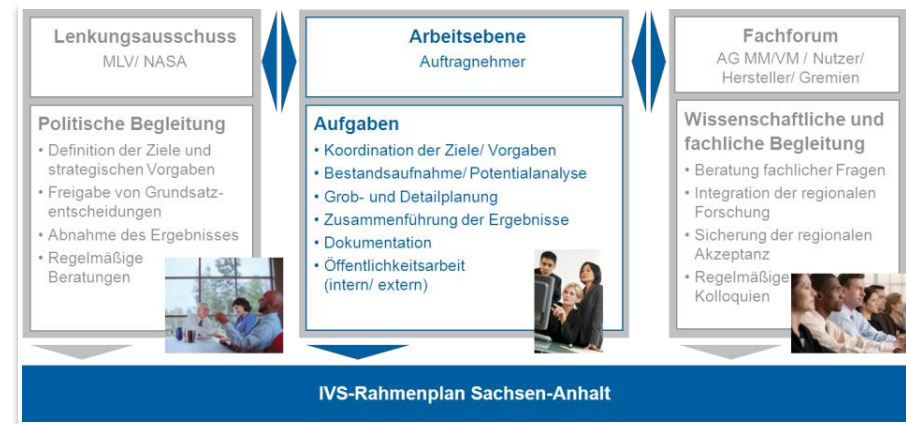 Lenkungsausschuss
MLV/ NASA
Politische Begleitung
• Definition der Ziele und
strategischen Vorgaben
• Freigabe von Grundsatz-
entscheidungen
• Abnahme des Ergebnisses
• Regelmäßige
Beratungen
Arbeitsebene
Auftragnehmer
Aufgaben
• Koordination der Ziele/ Vorgaben
• Bestandsaufnahme/ Potentialanalyse
• Grob- und Detailplanung
• Zusammenführung der Ergebnisse
• Dokumentation
• Öffentlichkeitsarbeit
(intern/ extern)
Fachforum
AG MM/VM / Nutzer/
Hersteller/ Gremien
Wissenschaftliche und
fachliche Begleitung
• Beratung fachlicher Fragen
• Integration der regionalen
Forschung
• Sicherung der regionalen
Akzeptanz
• Regelmäßige
Kolloquien
IVS-Rahmenplan Sachsen-Anhalt